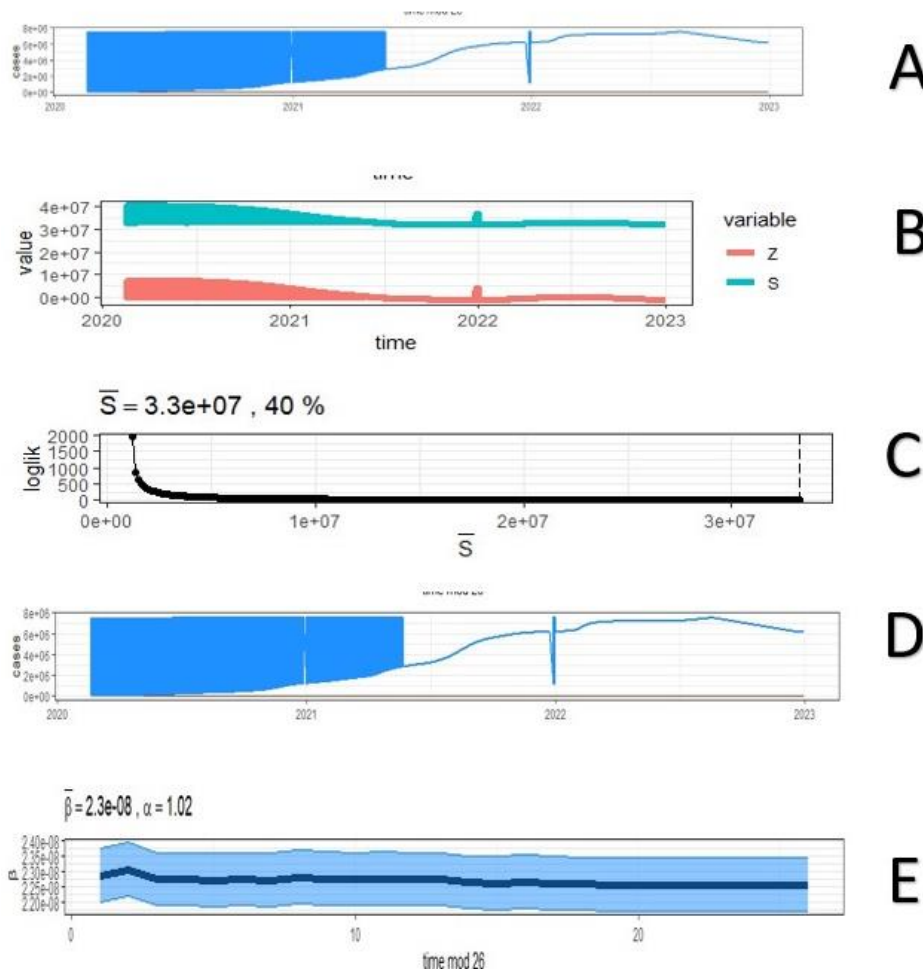 8e+06
6e+06
4e+06
2e+06
0e+00
cases
2020 2021 2022 2023
A
4e+07
3e+07
1e+07
0e+00
value
2020 2021 2022 2023
time
variable
Z
S
B
S̅ = 3.3e+07 , 40 %
2000
1500
1000
500
0
loglik
0e+00 1e+07 2e+07 3e+07
S̅
C
8e+06
6e+06
4e+06
2e+06
0e+00
cases
2020 2021 2022 2023
D
β̅ = 2.3e-08 , α = 1.02
2.40e-08
2.35e-08
2.30e-08
2.25e-08
2.20e-08
β
0 10 20
time mod 26
E